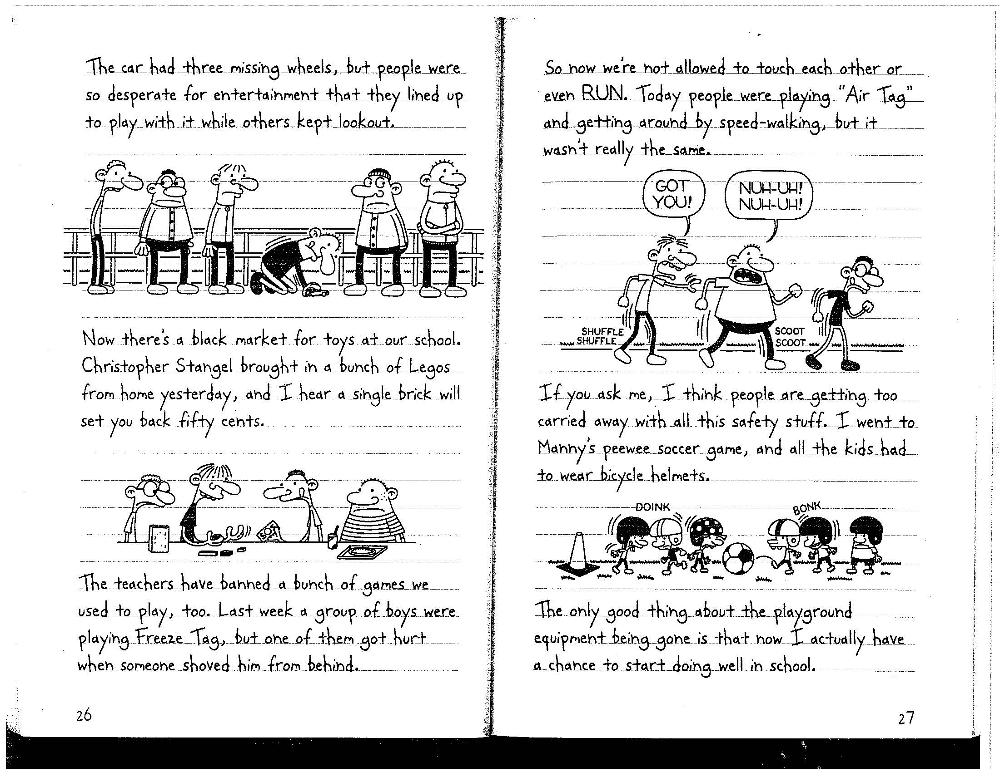 The car had three missing wheels, but people were
so desperate for entertainment that they lined up
to play with it while others kept lookout.
Now there's a black market for toys at our school.
Christopher Stangel brought in a bunch of Legos
from home yesterday, and I hear a single brick will
set you back fifty cents.
The teachers have banned a bunch of games we
used to play, too. Last week a group of boys were
playing Freeze Tag, but one of them got hurt
when someone shoved him from behind.
26
So now we're not allowed to touch each other or
even RUN. Today people were playing "Air Tag"
and getting around by speed-walking, but it
wasn't really the same.
GOT
YOU!
NUH-UH!
NUH-UH!
SHUFFLE
SHUFFLE
SCOOT
SCOOT
If you ask me, I think people are getting too
carried away with all this safety stuff. I went to
Manny's peewee soccer game, and all the kids had
to wear bicycle helmets.
DOINK
BONK
The only good thing about the playground
equipment being gone is that now I actually have
a chance to start doing well in school.
27